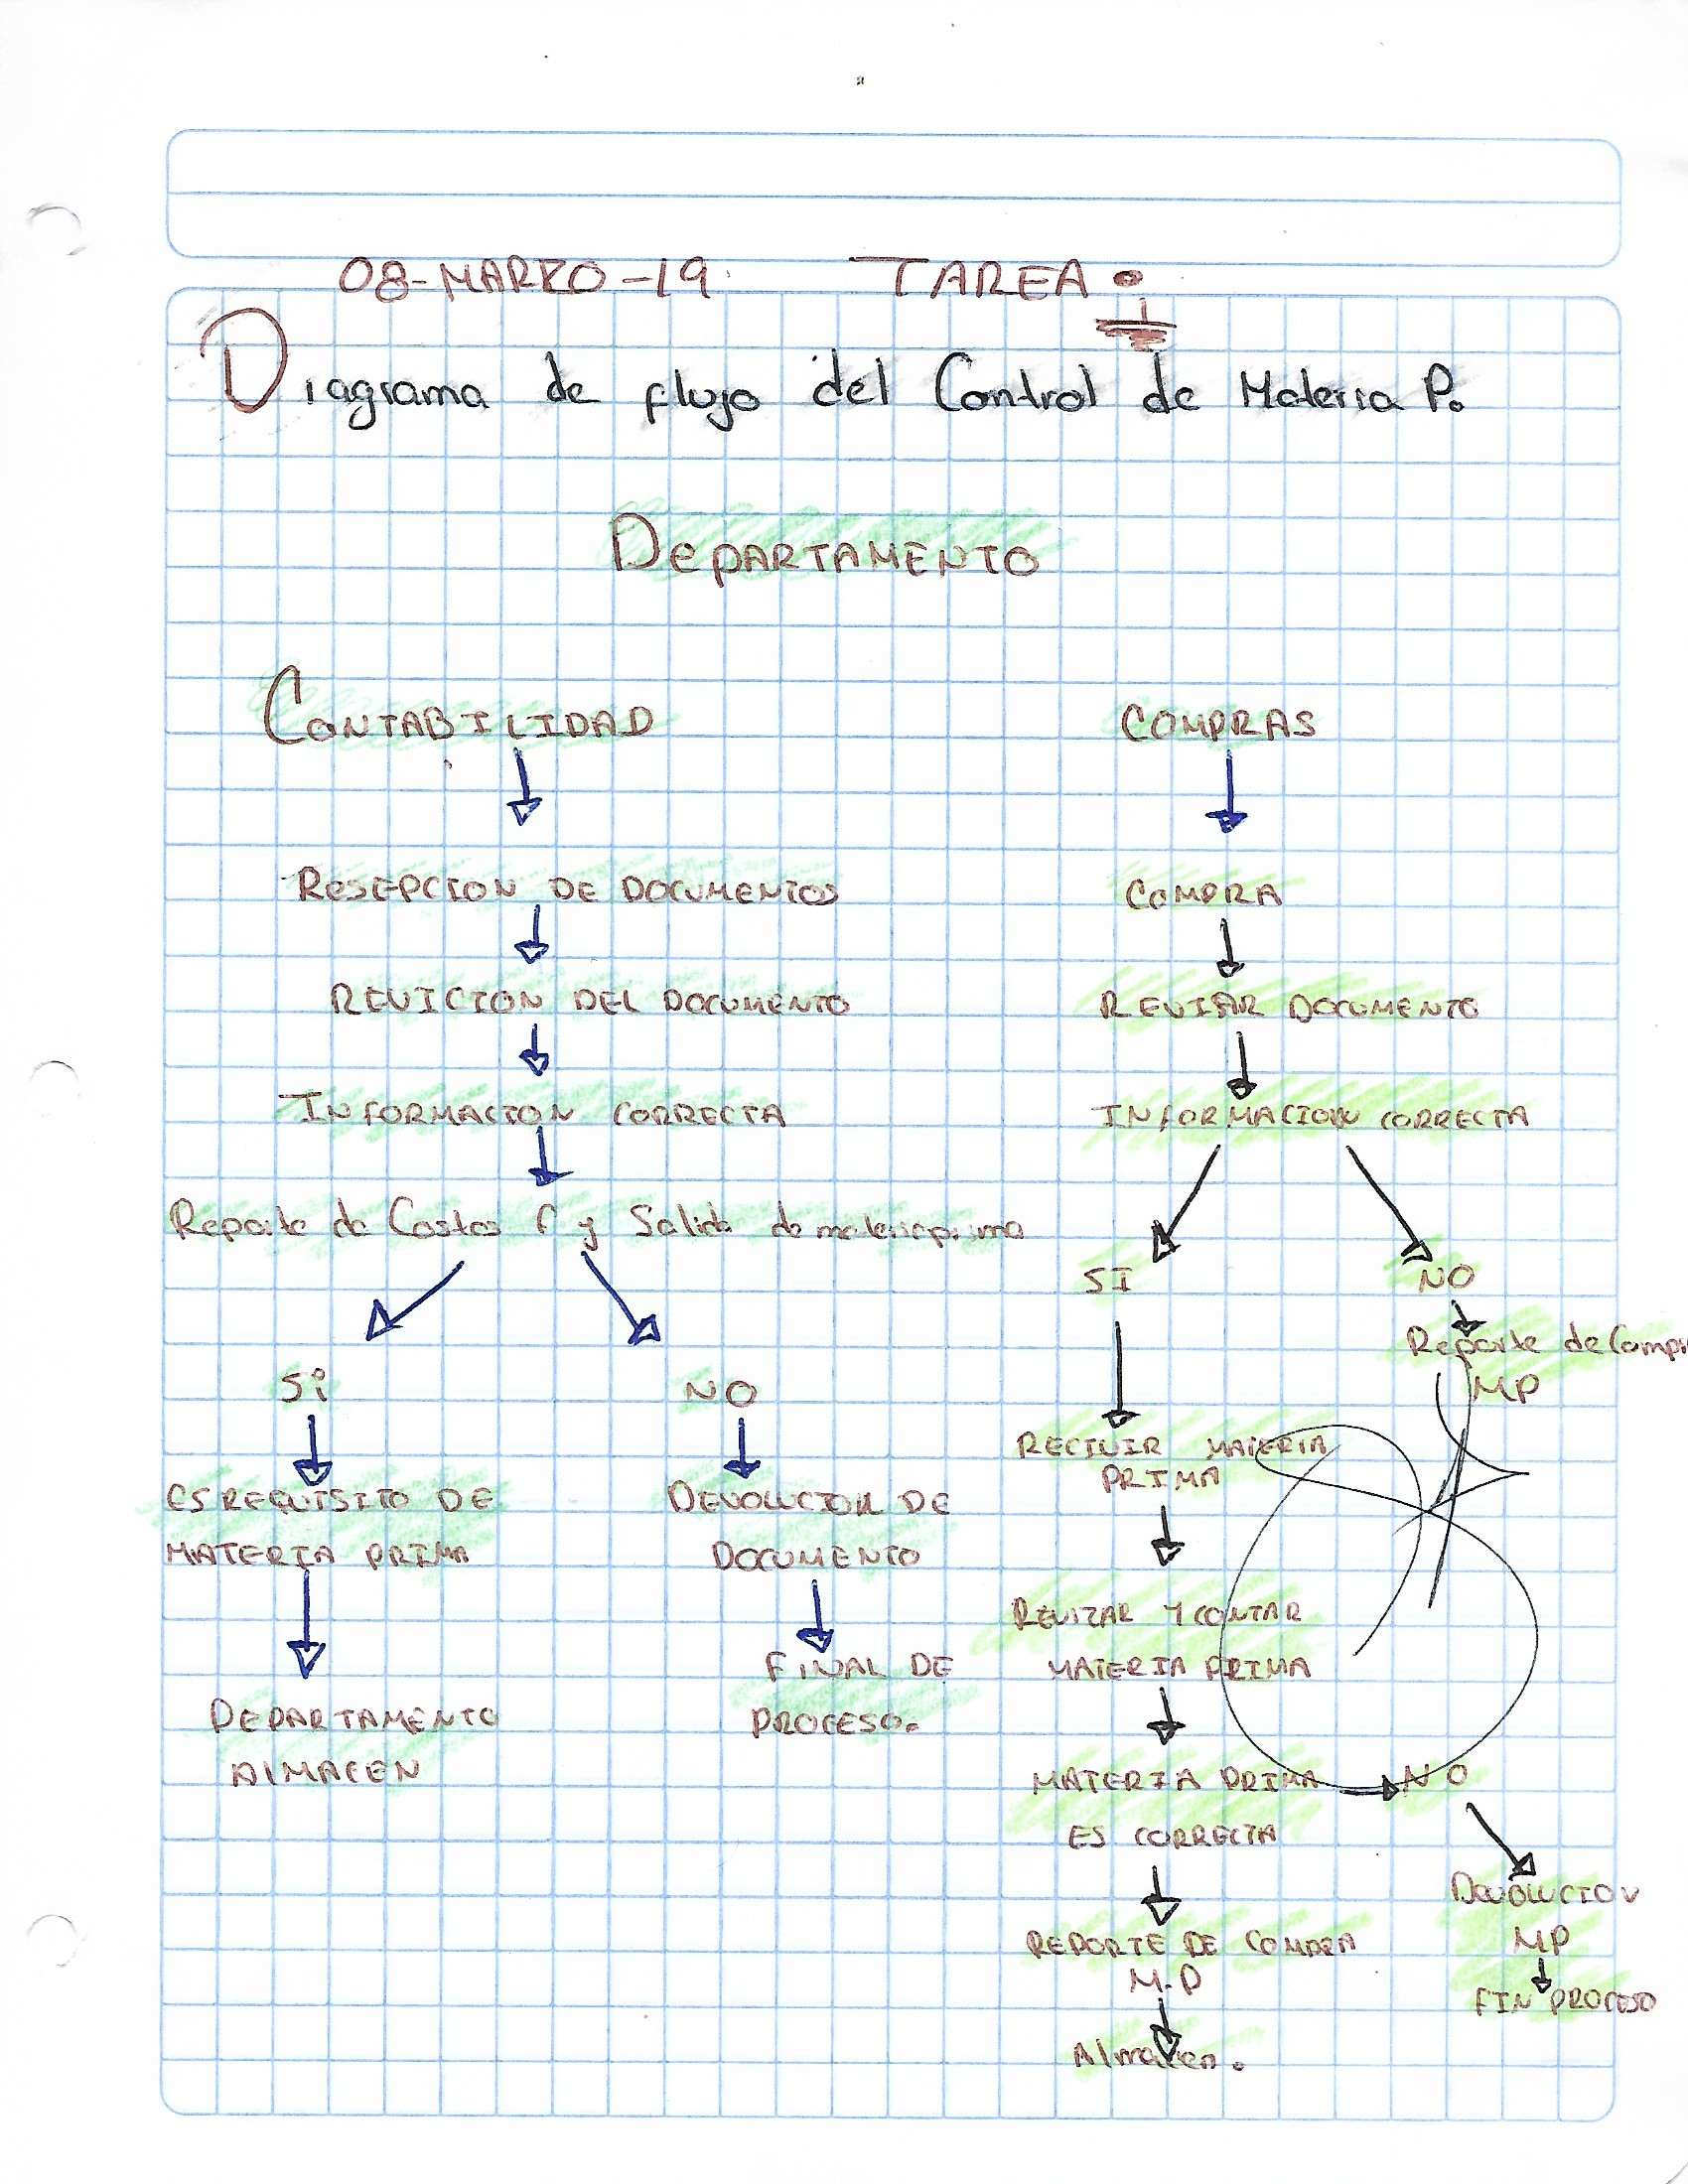 08-MARZO-19 TAREA:
Diagrama de flujo del Control de Materia P.
DEPARTAMENTO
CONTABILIDAD
RESEPCION DE DOCUMENTOS
REVICION DEL DOCUMENTO
INFORMACION CORRECTA
Reporte de Costos y Salida de materia prima
Si
ES REQUISITO DE
MATERIA PRIMA
DEPARTAMENTO
ALMACEN
NO
DEVOLUCION DE
DOCUMENTO
FINAL DE
PROCESO.
COMPRAS
COMPRA
REVISAR DOCUMENTO
INFORMACION CORRECTA
SI
RECIVIR MATERIA
PRIMA
REVIZAR Y CONTAR
MATERIA PRIMA
MATERIA PRIMA
ES CORRECTA
REPORTE DE COMPRA
M.P
Almacen.
NO
Reporte de
MP
NO
DEVOLUCION
MP
FIN PROCESO